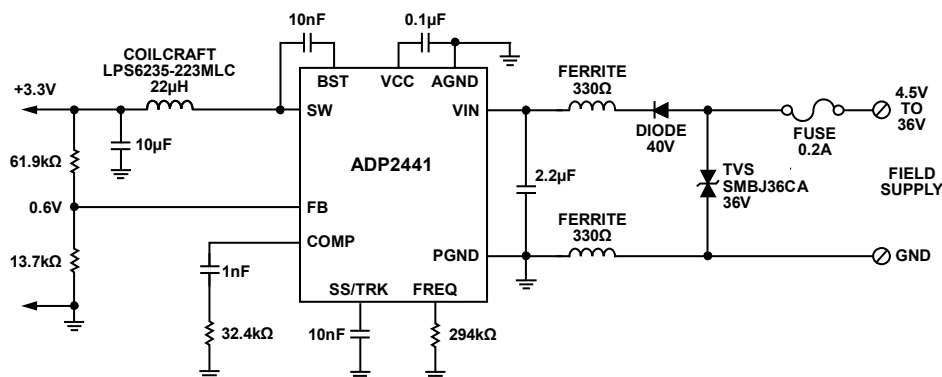 10nF
0.1µF
COILCRAFT
LPS6235-223MLC
22µH
+3.3V
BST
VCC
AGND
SW
VIN
FERRITE
330Ω
DIODE
40V
FUSE
0.2A
4.5V
TO
36V
10µF
61.9kΩ
ADP2441
2.2µF
TVS
SMBJ36CA
36V
FIELD
SUPPLY
0.6V
FB
COMP
FERRITE
330Ω
PGND
GND
13.7kΩ
1nF
SS/TRK
FREQ
32.4kΩ
10nF
294kΩ